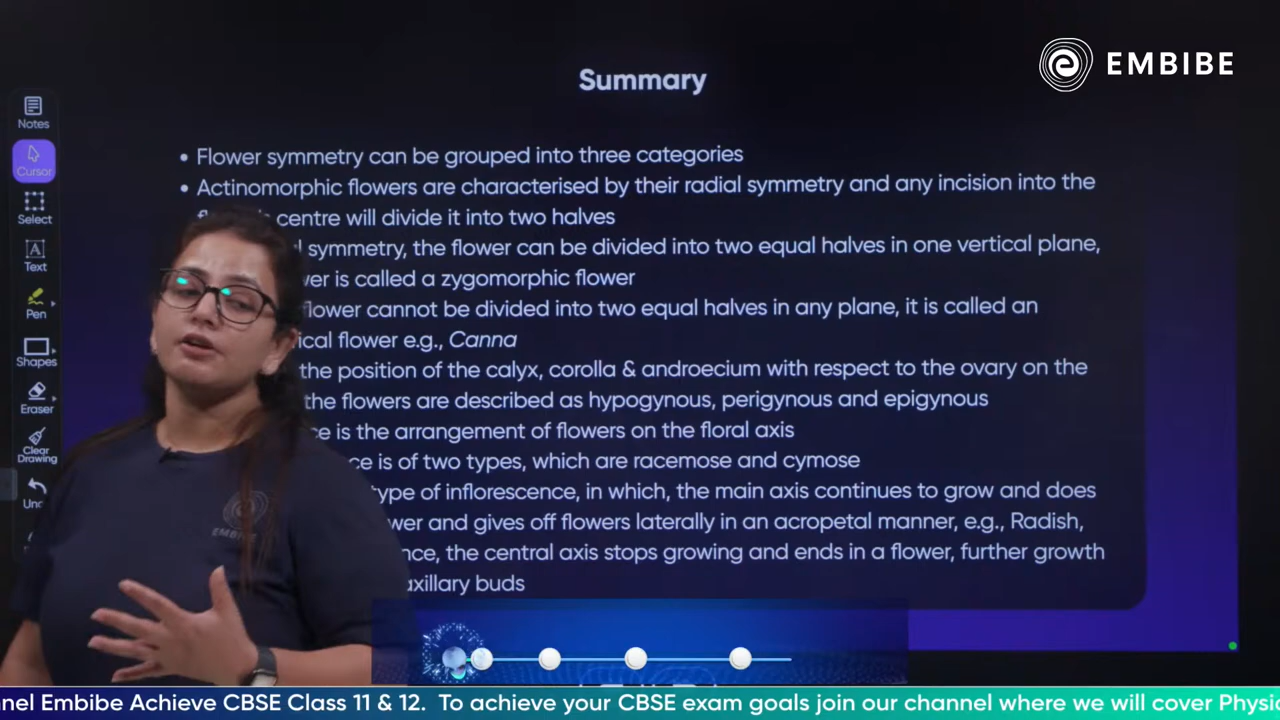 EMBIBE
Summary
Notes
Cursor
Select
Text
Pen
Shapes
Eraser
Clear
Drawing
• Flower symmetry can be grouped into three categories
• Actinomorphic flowers are characterised by their radial symmetry and any incision into the
centre will divide it into two halves
symmetry, the flower can be divided into two equal halves in one vertical plane,
is called a zygomorphic flower
flower cannot be divided into two equal halves in any plane, it is called an
flower e.g., Canna
the position of the calyx, corolla & androecium with respect to the ovary on the
the flowers are described as hypogynous, perigynous and epigynous
is the arrangement of flowers on the floral axis
is of two types, which are racemose and cymose
type of inflorescence, in which, the main axis continues to grow and does
and gives off flowers laterally in an acropetal manner, e.g., Radish,
the central axis stops growing and ends in a flower, further growth
axillary buds
EMBIBE
nel Embibe Achieve CBSE Class 11 & 12. To achieve your CBSE exam goals join our channel where we will cover Physi